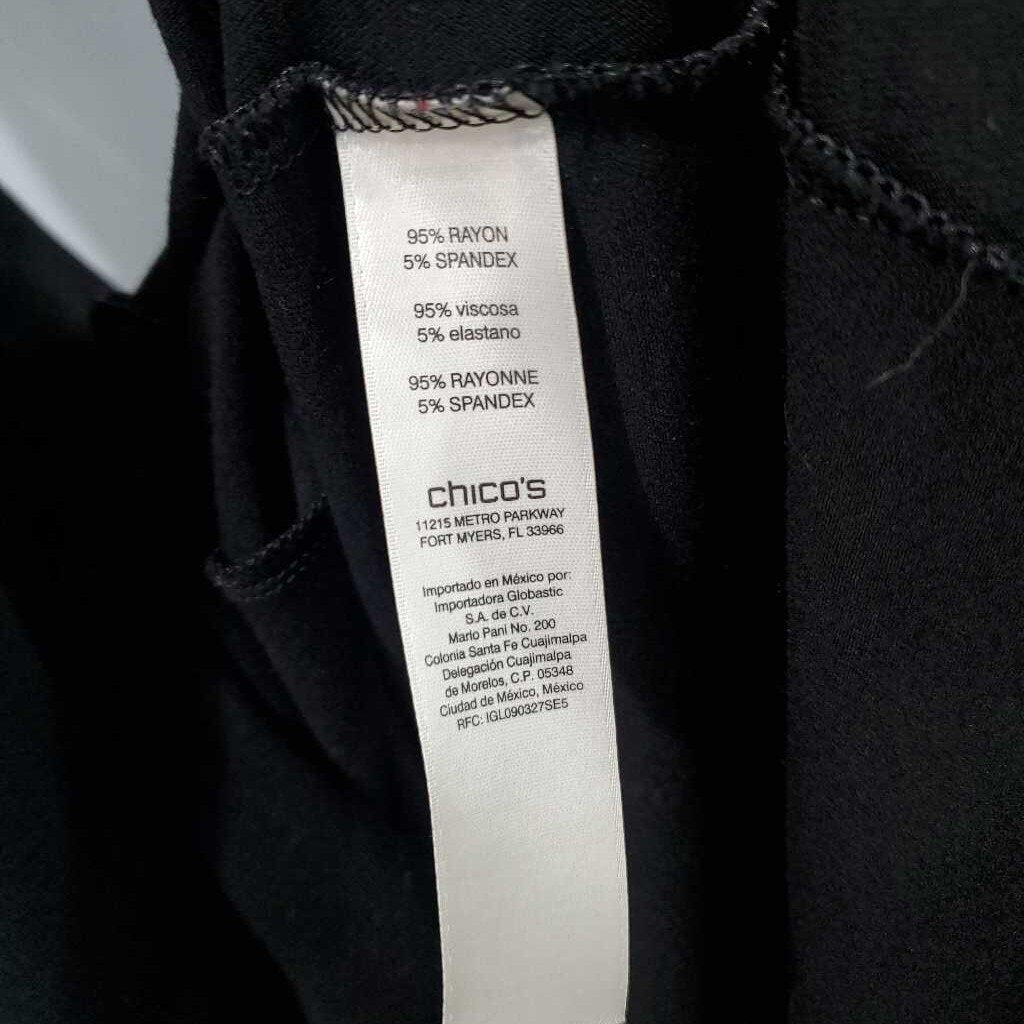 95% RAYON
5% SPANDEX
95% viscosa
5% elastano
95% RAYONNE
5% SPANDEX
chico's
11215 METRO PARKWAY
FORT MYERS, FL 33966
Importado en México por:
Importadora Globastic
S.A. de C.V.
Mario Pani No. 200
Colonia Santa Fe Cuajimalpa
Delegación Cuajimalpa
de Morelos, C.P. 05348
Ciudad de México, México
RFC: IGL090327SE5